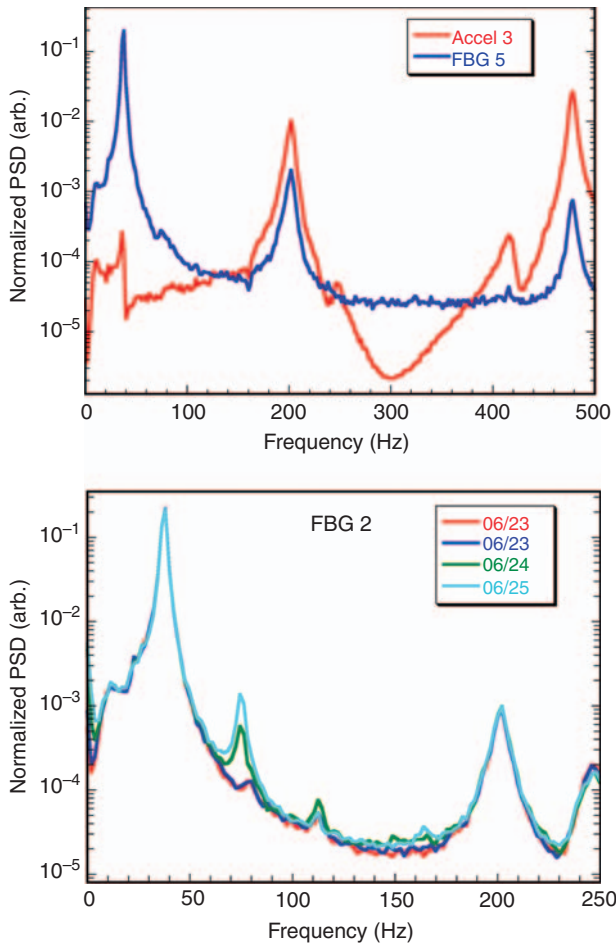 Normalized PSD (arb.)
10⁻¹
10⁻²
10⁻³
10⁻⁴
10⁻⁵
Accel 3
FBG 5
0 100 200 300 400 500
Frequency (Hz)
Normalized PSD (arb.)
10⁻¹
10⁻²
10⁻³
10⁻⁴
10⁻⁵
FBG 2
06/23
06/23
06/24
06/25
0 50 100 150 200 250
Frequency (Hz)